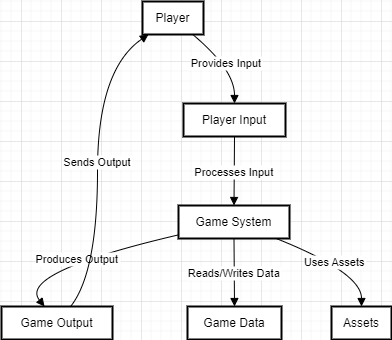 Player
Provides Input
Player Input
Sends Output
Processes Input
Game System
Produces Output
Reads/Writes Data
Uses Assets
Game Output
Game Data
Assets